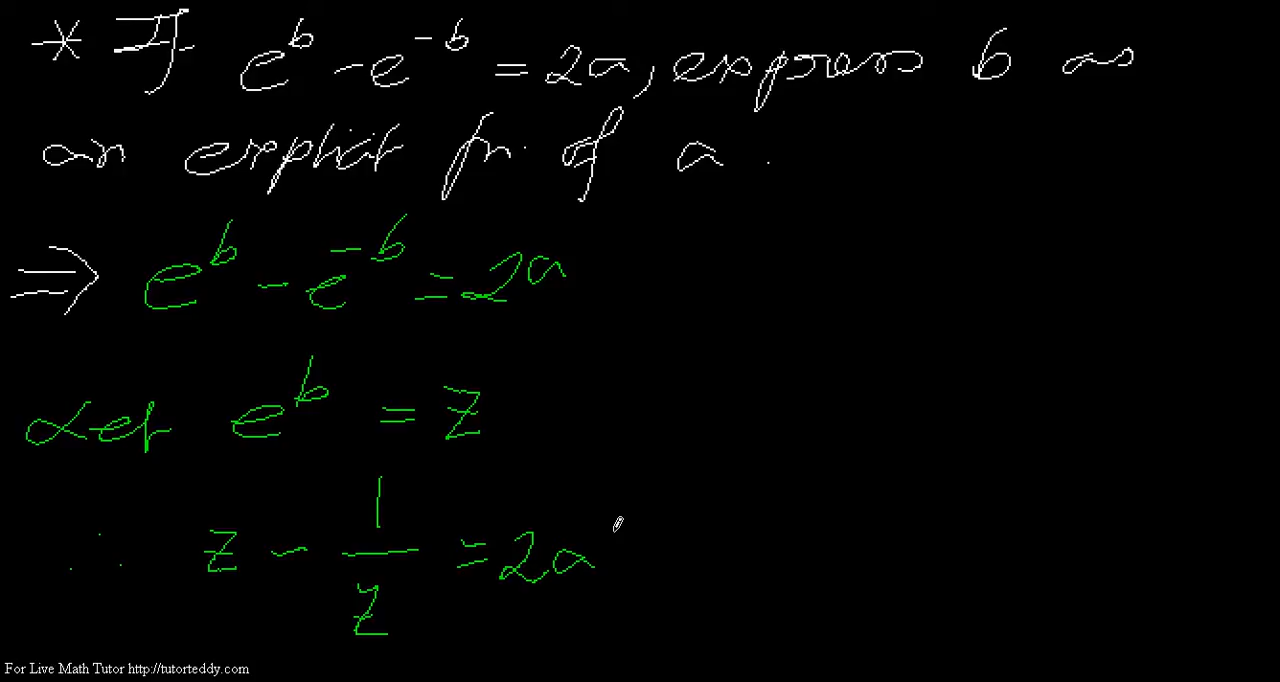 * If e^b - e^-b = 2a, express b as
an explicit fn. of a.
⇒ e^b - e^-b = 2a
Let e^b = z
∴ z - 1/z = 2a
For Live Math Tutor http://tutorteddy.com